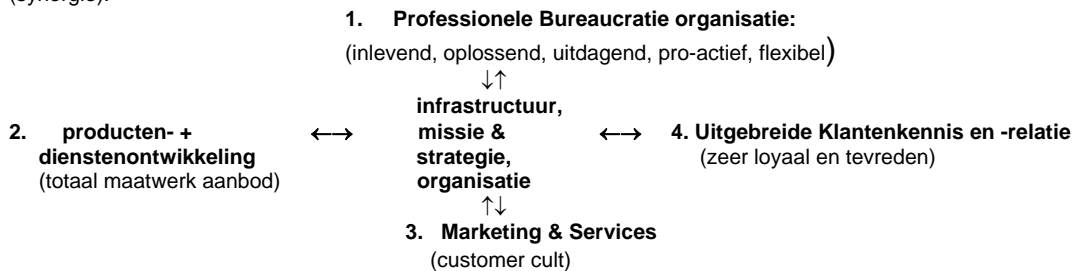 (synergie).
1. Professionele Bureaucratie organisatie:
(inlevend, oplossend, uitdagend, pro-actief, flexibel)
↓↑
infrastructuur,
2. producten- + ←→ missie & ←→ 4. Uitgebreide Klantenkennis en -relatie
dienstenontwikkeling strategie, (zeer loyaal en tevreden)
(totaal maatwerk aanbod) organisatie
↑↓
3. Marketing & Services
(customer cult)